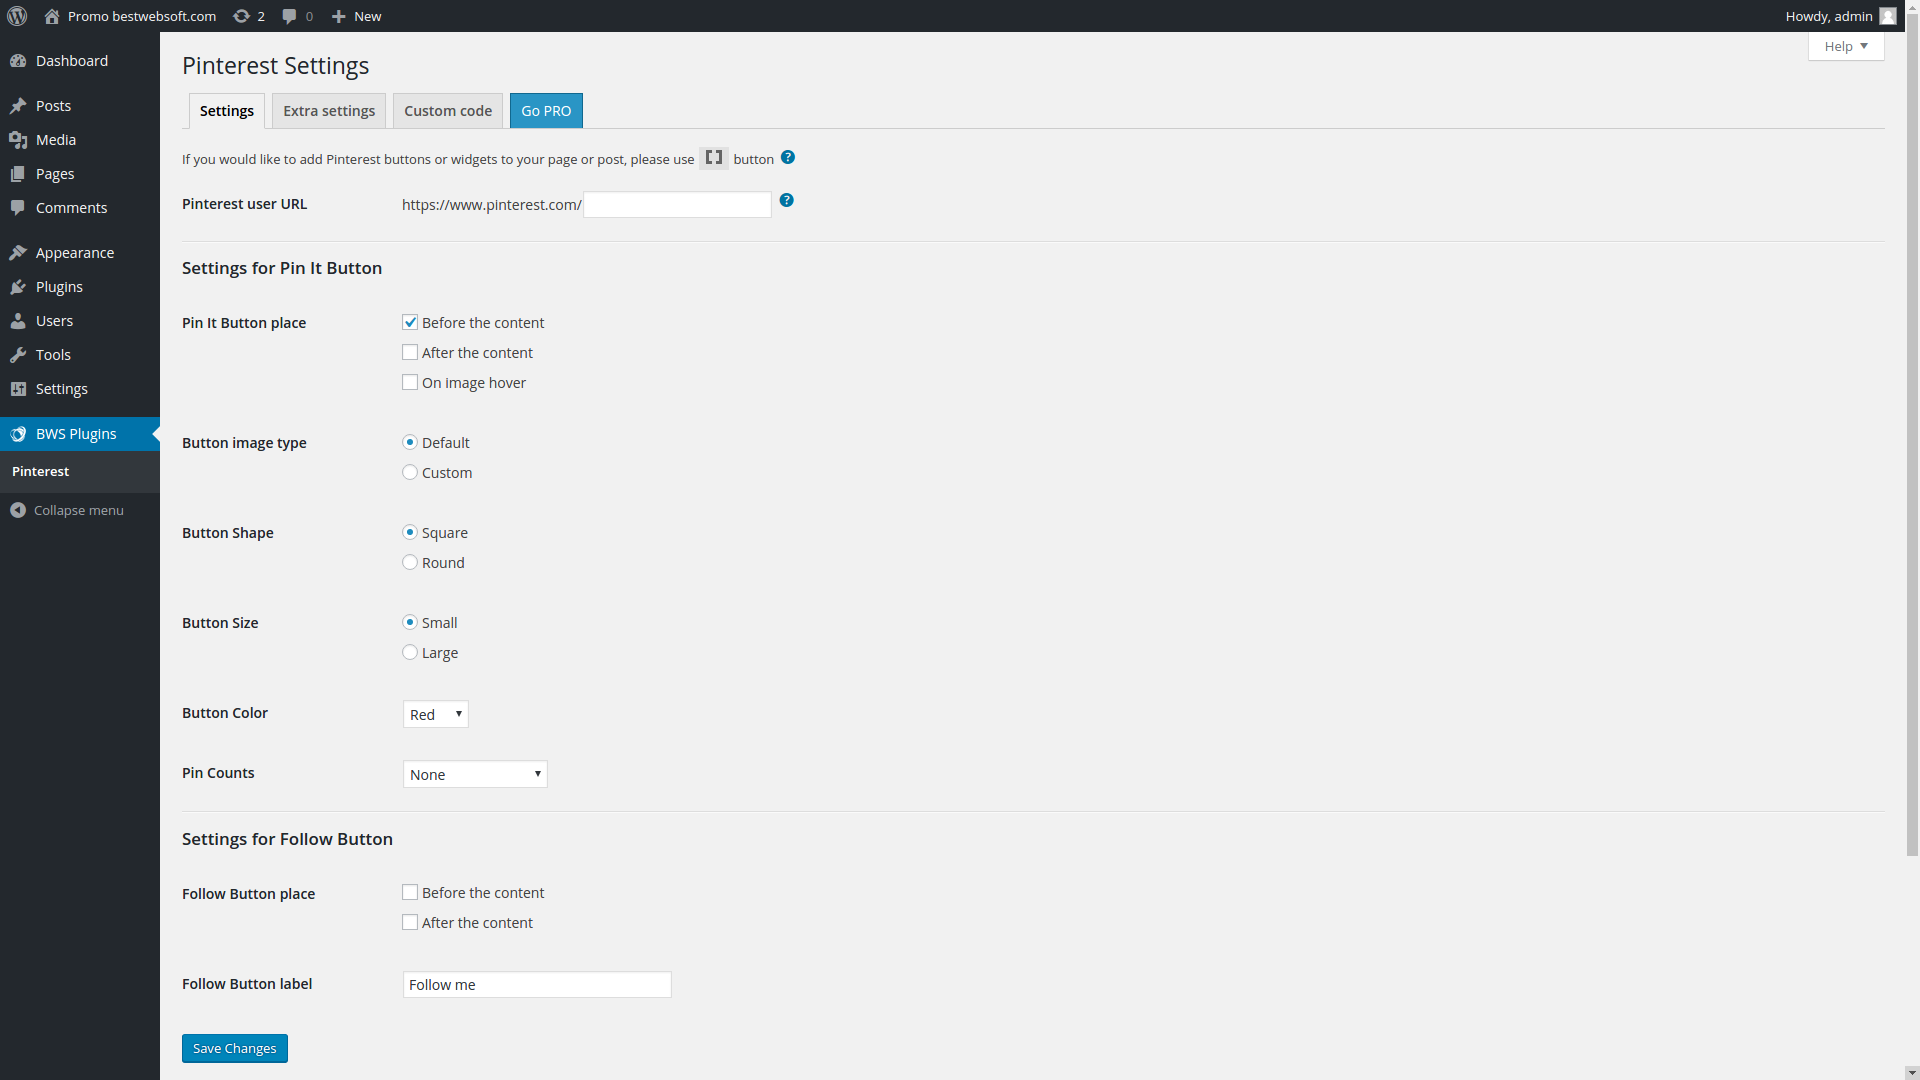 Promo bestwebsoft.com 2 0 New Howdy, admin
Help
Dashboard
Posts
Media
Pages
Comments
Appearance
Plugins
Users
Tools
Settings
BWS Plugins
Pinterest
Collapse menu
Pinterest Settings
Settings Extra settings Custom code Go PRO
If you would like to add Pinterest buttons or widgets to your page or post, please use [] button ?
Pinterest user URL https://www.pinterest.com/ ?
Settings for Pin It Button
Pin It Button place Before the content
After the content
On image hover
Button image type Default
Custom
Button Shape Square
Round
Button Size Small
Large
Button Color Red
Pin Counts None
Settings for Follow Button
Follow Button place Before the content
After the content
Follow Button label Follow me
Save Changes